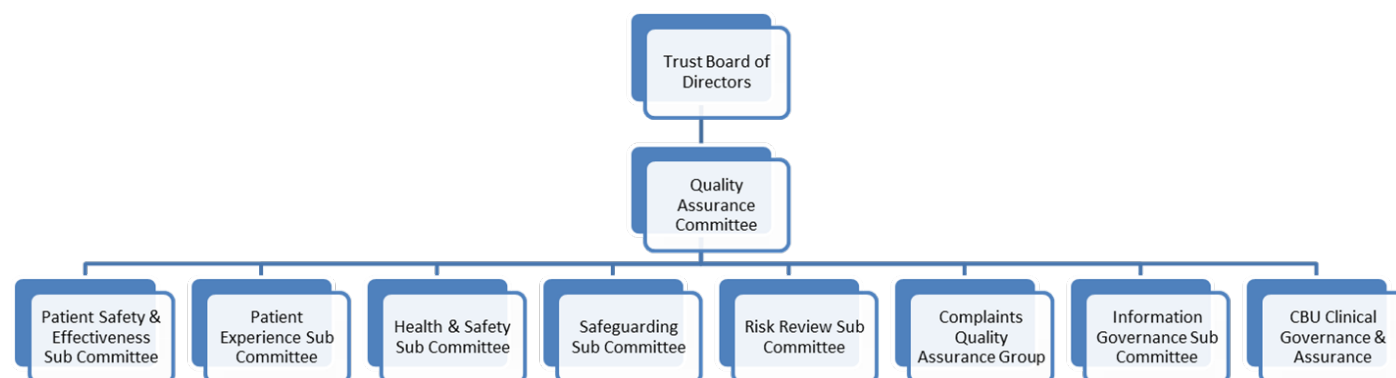 Trust Board of
Directors
Quality
Assurance
Committee
Patient Safety &
Effectiveness
Sub Committee
Patient
Experience Sub
Committee
Health & Safety
Sub Committee
Safeguarding
Sub Committee
Risk Review Sub
Committee
Complaints
Quality
Assurance Group
Information
Governance Sub
Committee
CBU Clinical
Governance &
Assurance